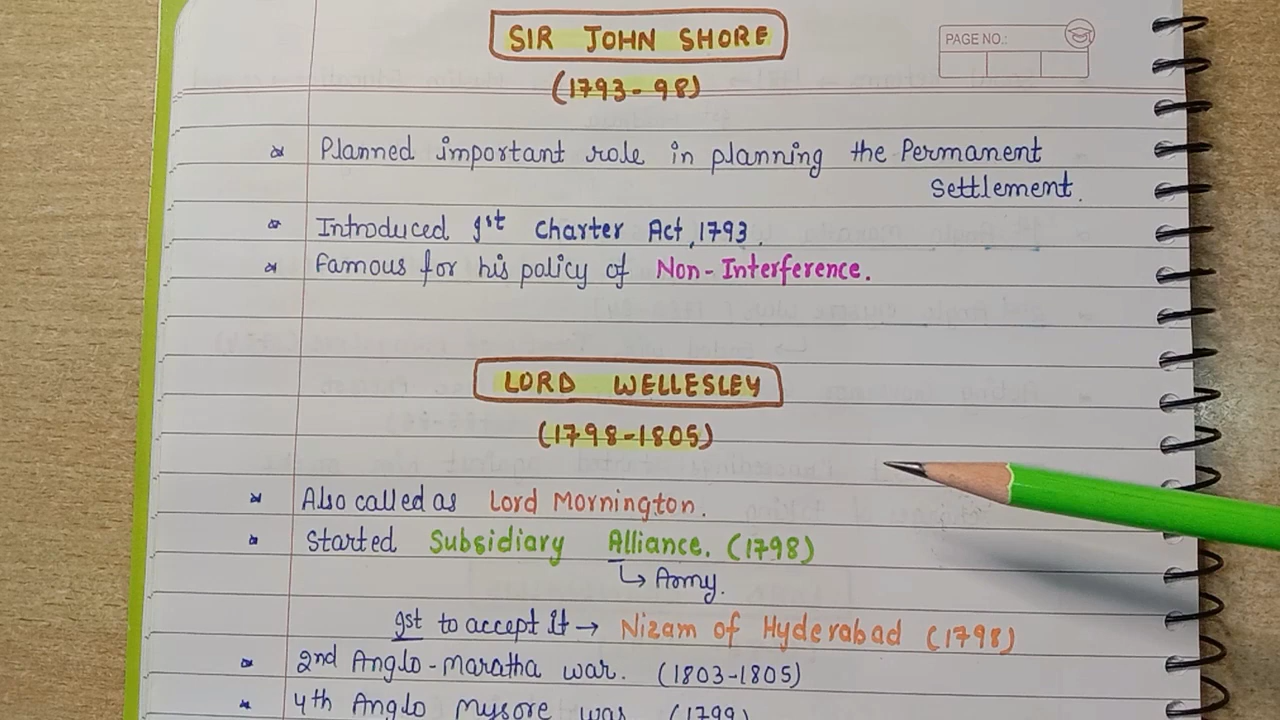 SIR JOHN SHORE
PAGE NO.:
(1793-98)
Planned important role in planning the Permanent
Settlement.
Introduced 1st Charter Act, 1793.
Famous for his policy of Non-Interference.
LORD WELLESLEY
(1798-1805)
Also called as Lord Mornington.
Started Subsidiary Alliance. (1798)
↳ Army.
1st to accept it → Nizam of Hyderabad (1798)
2nd Anglo-Maratha war. (1803-1805)
4th Anglo Mysore war (1799)